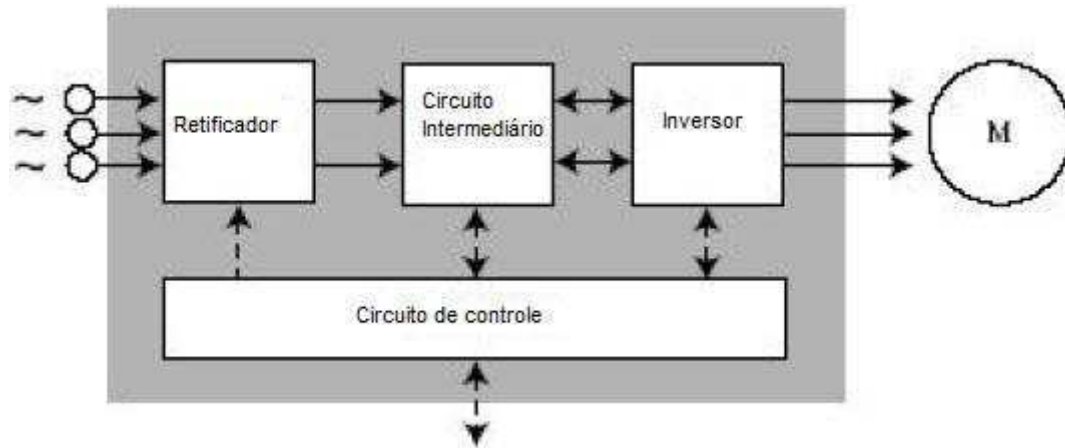 ~
~
~
Retificador
Circuito
Intermediário
Inversor
M
Circuito de controle